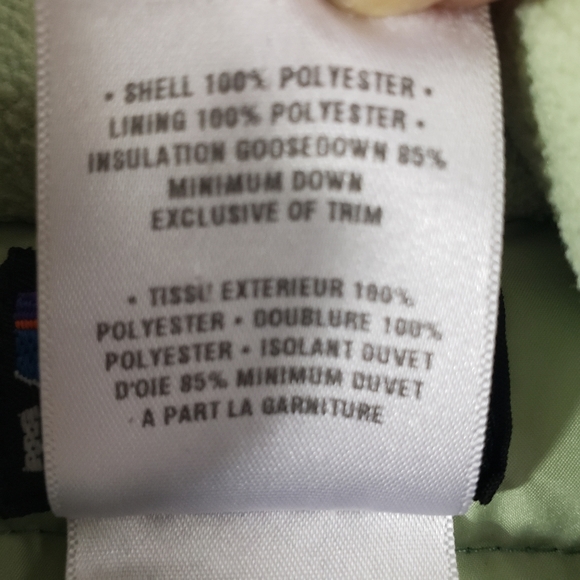 • SHELL 100% POLYESTER •
LINING 100% POLYESTER •
INSULATION GOOSEDOWN 85%
MINIMUM DOWN
EXCLUSIVE OF TRIM
• TISSU EXTERIEUR 100%
POLYESTER • DOUBLURE 100%
POLYESTER • ISOLANT DUVET
D'OIE 85% MINIMUM DUVET
A PART LA GARNITURE